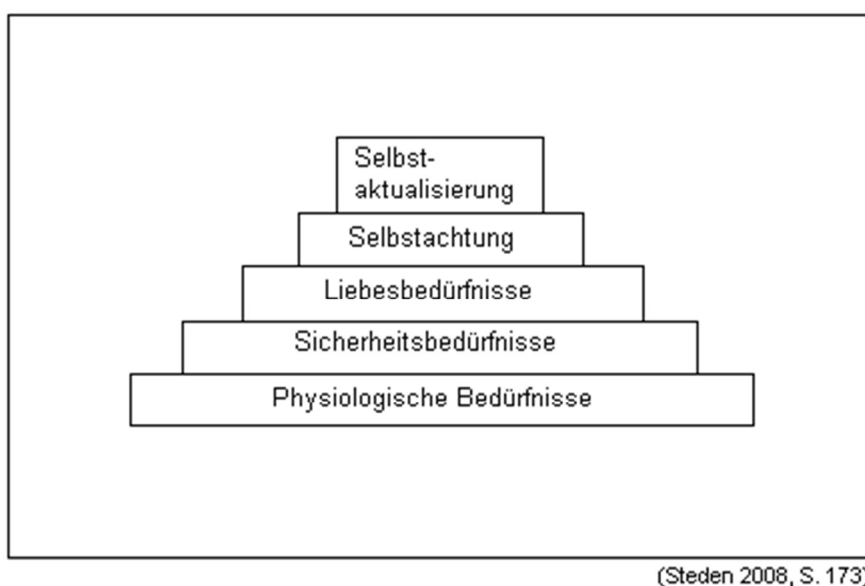 Selbst-
aktualisierung
Selbstachtung
Liebesbedürfnisse
Sicherheitsbedürfnisse
Physiologische Bedürfnisse
(Steden 2008, S. 173)